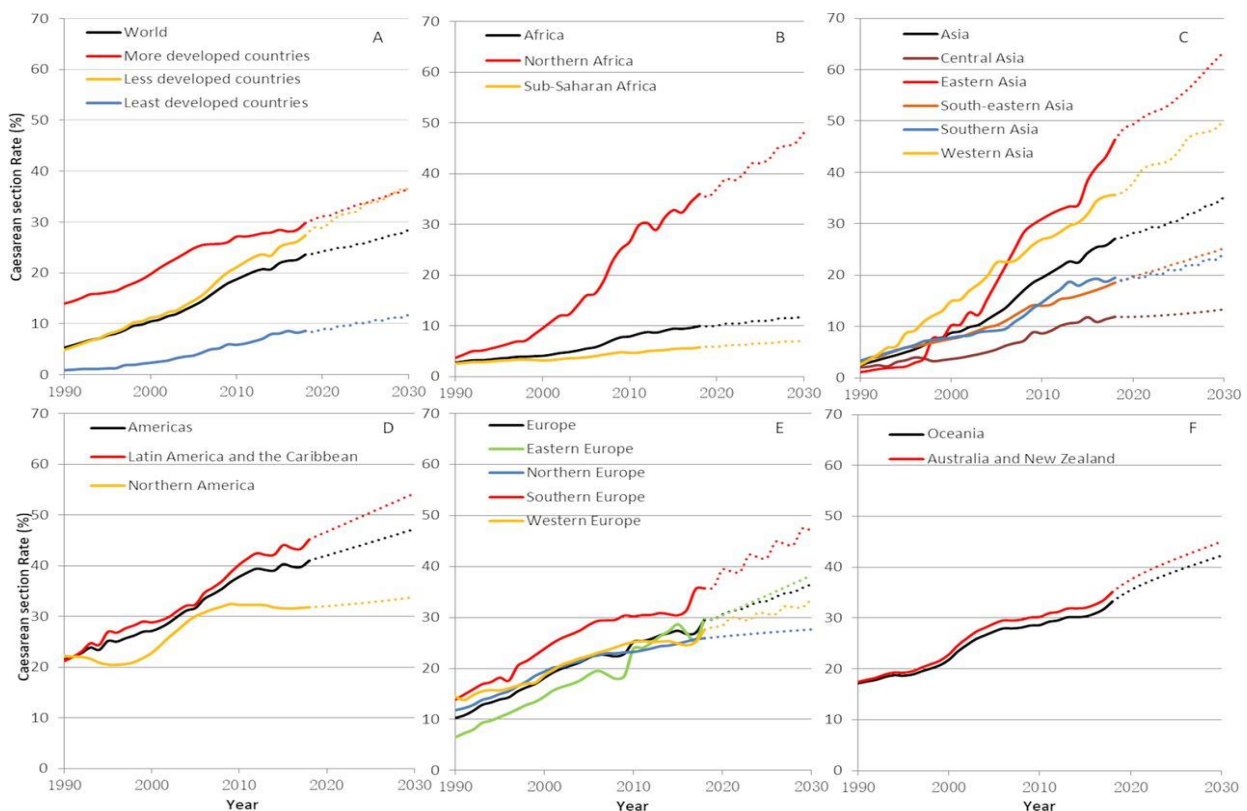 70
60
50
40
30
20
10
0
Caesarean section Rate (%)
World
More developed countries
Less developed countries
Least developed countries
A
1990
2000
2010
2020
2030
70
60
50
40
30
20
10
0
Africa
Northern Africa
Sub-Saharan Africa
B
1990
2000
2010
2020
2030
70
60
50
40
30
20
10
0
Asia
Central Asia
Eastern Asia
South-eastern Asia
Southern Asia
Western Asia
C
1990
2000
2010
2020
2030
70
60
50
40
30
20
10
0
Caesarean section Rate (%)
Americas
Latin America and the Caribbean
Northern America
D
1990
2000
2010
2020
2030
Year
70
60
50
40
30
20
10
0
Europe
Eastern Europe
Northern Europe
Southern Europe
Western Europe
E
1990
2000
2010
2020
2030
Year
70
60
50
40
30
20
10
0
Oceania
Australia and New Zealand
F
1990
2000
2010
2020
2030
Year